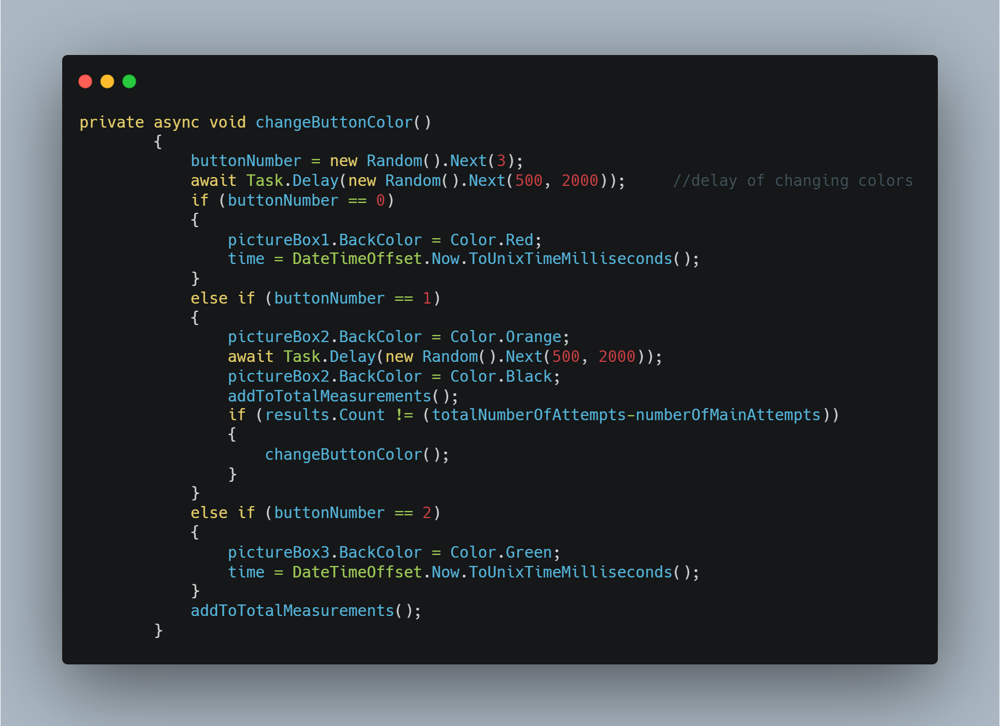 private async void changeButtonColor()
        {
            buttonNumber = new Random().Next(3);
            await Task.Delay(new Random().Next(500, 2000));     //delay of changing colors
            if (buttonNumber == 0)
            {
                pictureBox1.BackColor = Color.Red;
                time = DateTimeOffset.Now.ToUnixTimeMilliseconds();
            }
            else if (buttonNumber == 1)
            {
                pictureBox2.BackColor = Color.Orange;
                await Task.Delay(new Random().Next(500, 2000));
                pictureBox2.BackColor = Color.Black;
                addToTotalMeasurements();
                if (results.Count != (totalNumberOfAttempts-numberOfMainAttempts))
                {
                    changeButtonColor();
                }
            }
            else if (buttonNumber == 2)
            {
                pictureBox3.BackColor = Color.Green;
                time = DateTimeOffset.Now.ToUnixTimeMilliseconds();
            }
            addToTotalMeasurements();
        }